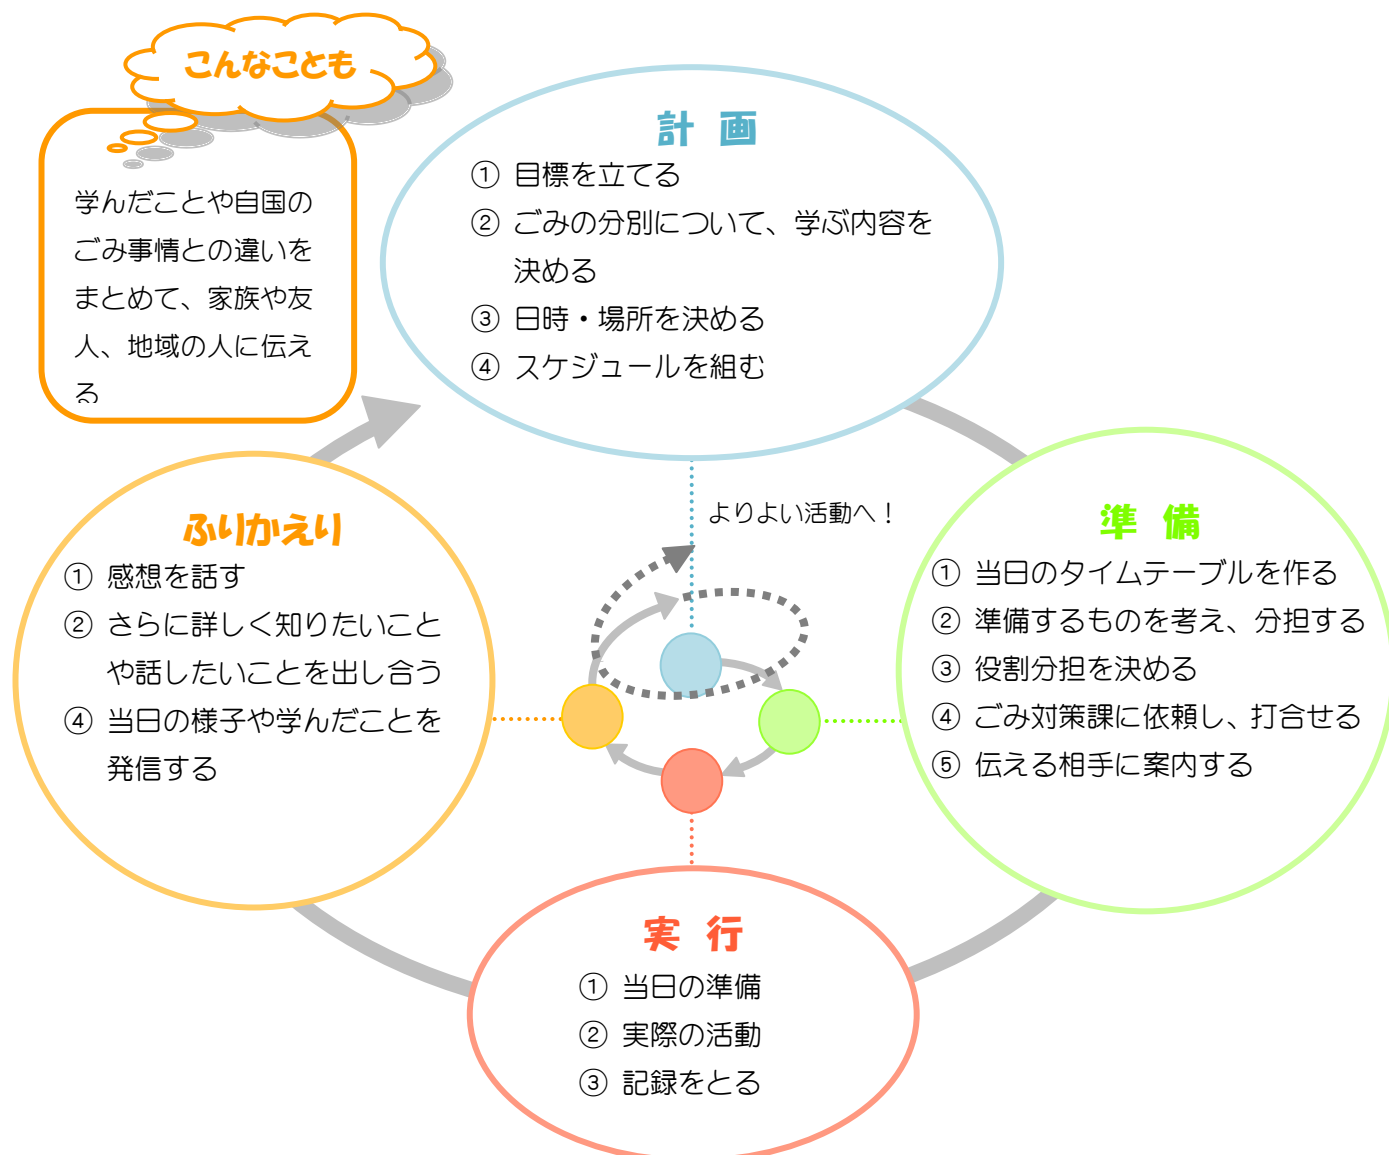 こんなことも
学んだことや自国の
ごみ事情との違いを
まとめて、家族や友
人、地域の人に伝え
る
計 画
① 目標を立てる
② ごみの分別について、学ぶ内容を
決める
③ 日時・場所を決める
④ スケジュールを組む
よりよい活動へ！
ふりかえり
① 感想を話す
② さらに詳しく知りたいこと
や話したいことを出し合う
④ 当日の様子や学んだことを
発信する
準 備
① 当日のタイムテーブルを作る
② 準備するものを考え、分担する
③ 役割分担を決める
④ ごみ対策課に依頼し、打合せる
⑤ 伝える相手に案内する
実 行
① 当日の準備
② 実際の活動
③ 記録をとる